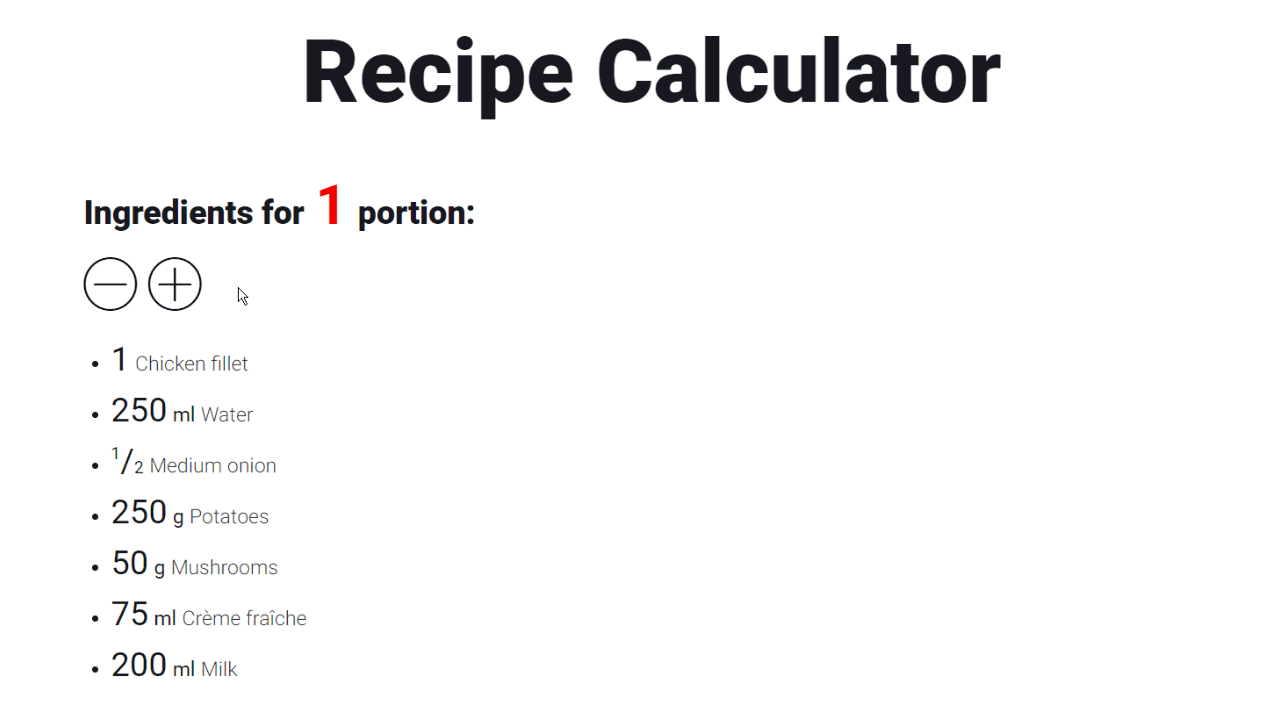 Recipe Calculator
Ingredients for 1 portion:
1 Chicken fillet
250 ml Water
1/2 Medium onion
250 g Potatoes
50 g Mushrooms
75 ml Crème fraîche
200 ml Milk